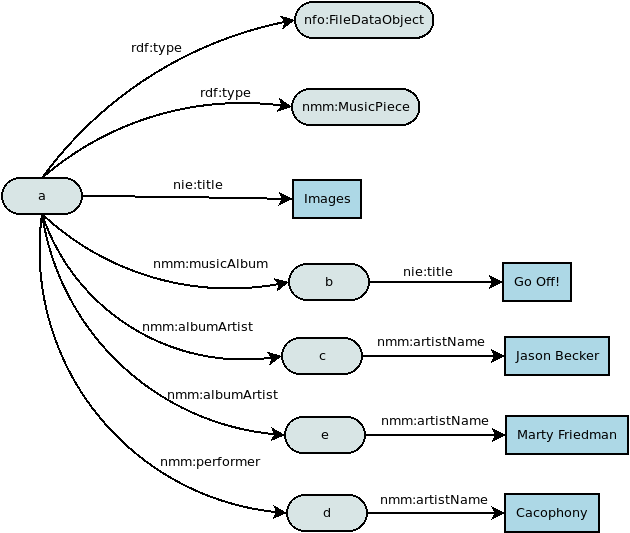 nfo:FileDataObject
rdf:type
rdf:type
nmm:MusicPiece
a
nie:title
Images
nmm:musicAlbum
b
nie:title
Go Off!
nmm:albumArtist
c
nmm:artistName
Jason Becker
nmm:albumArtist
e
nmm:artistName
Marty Friedman
nmm:performer
d
nmm:artistName
Cacophony